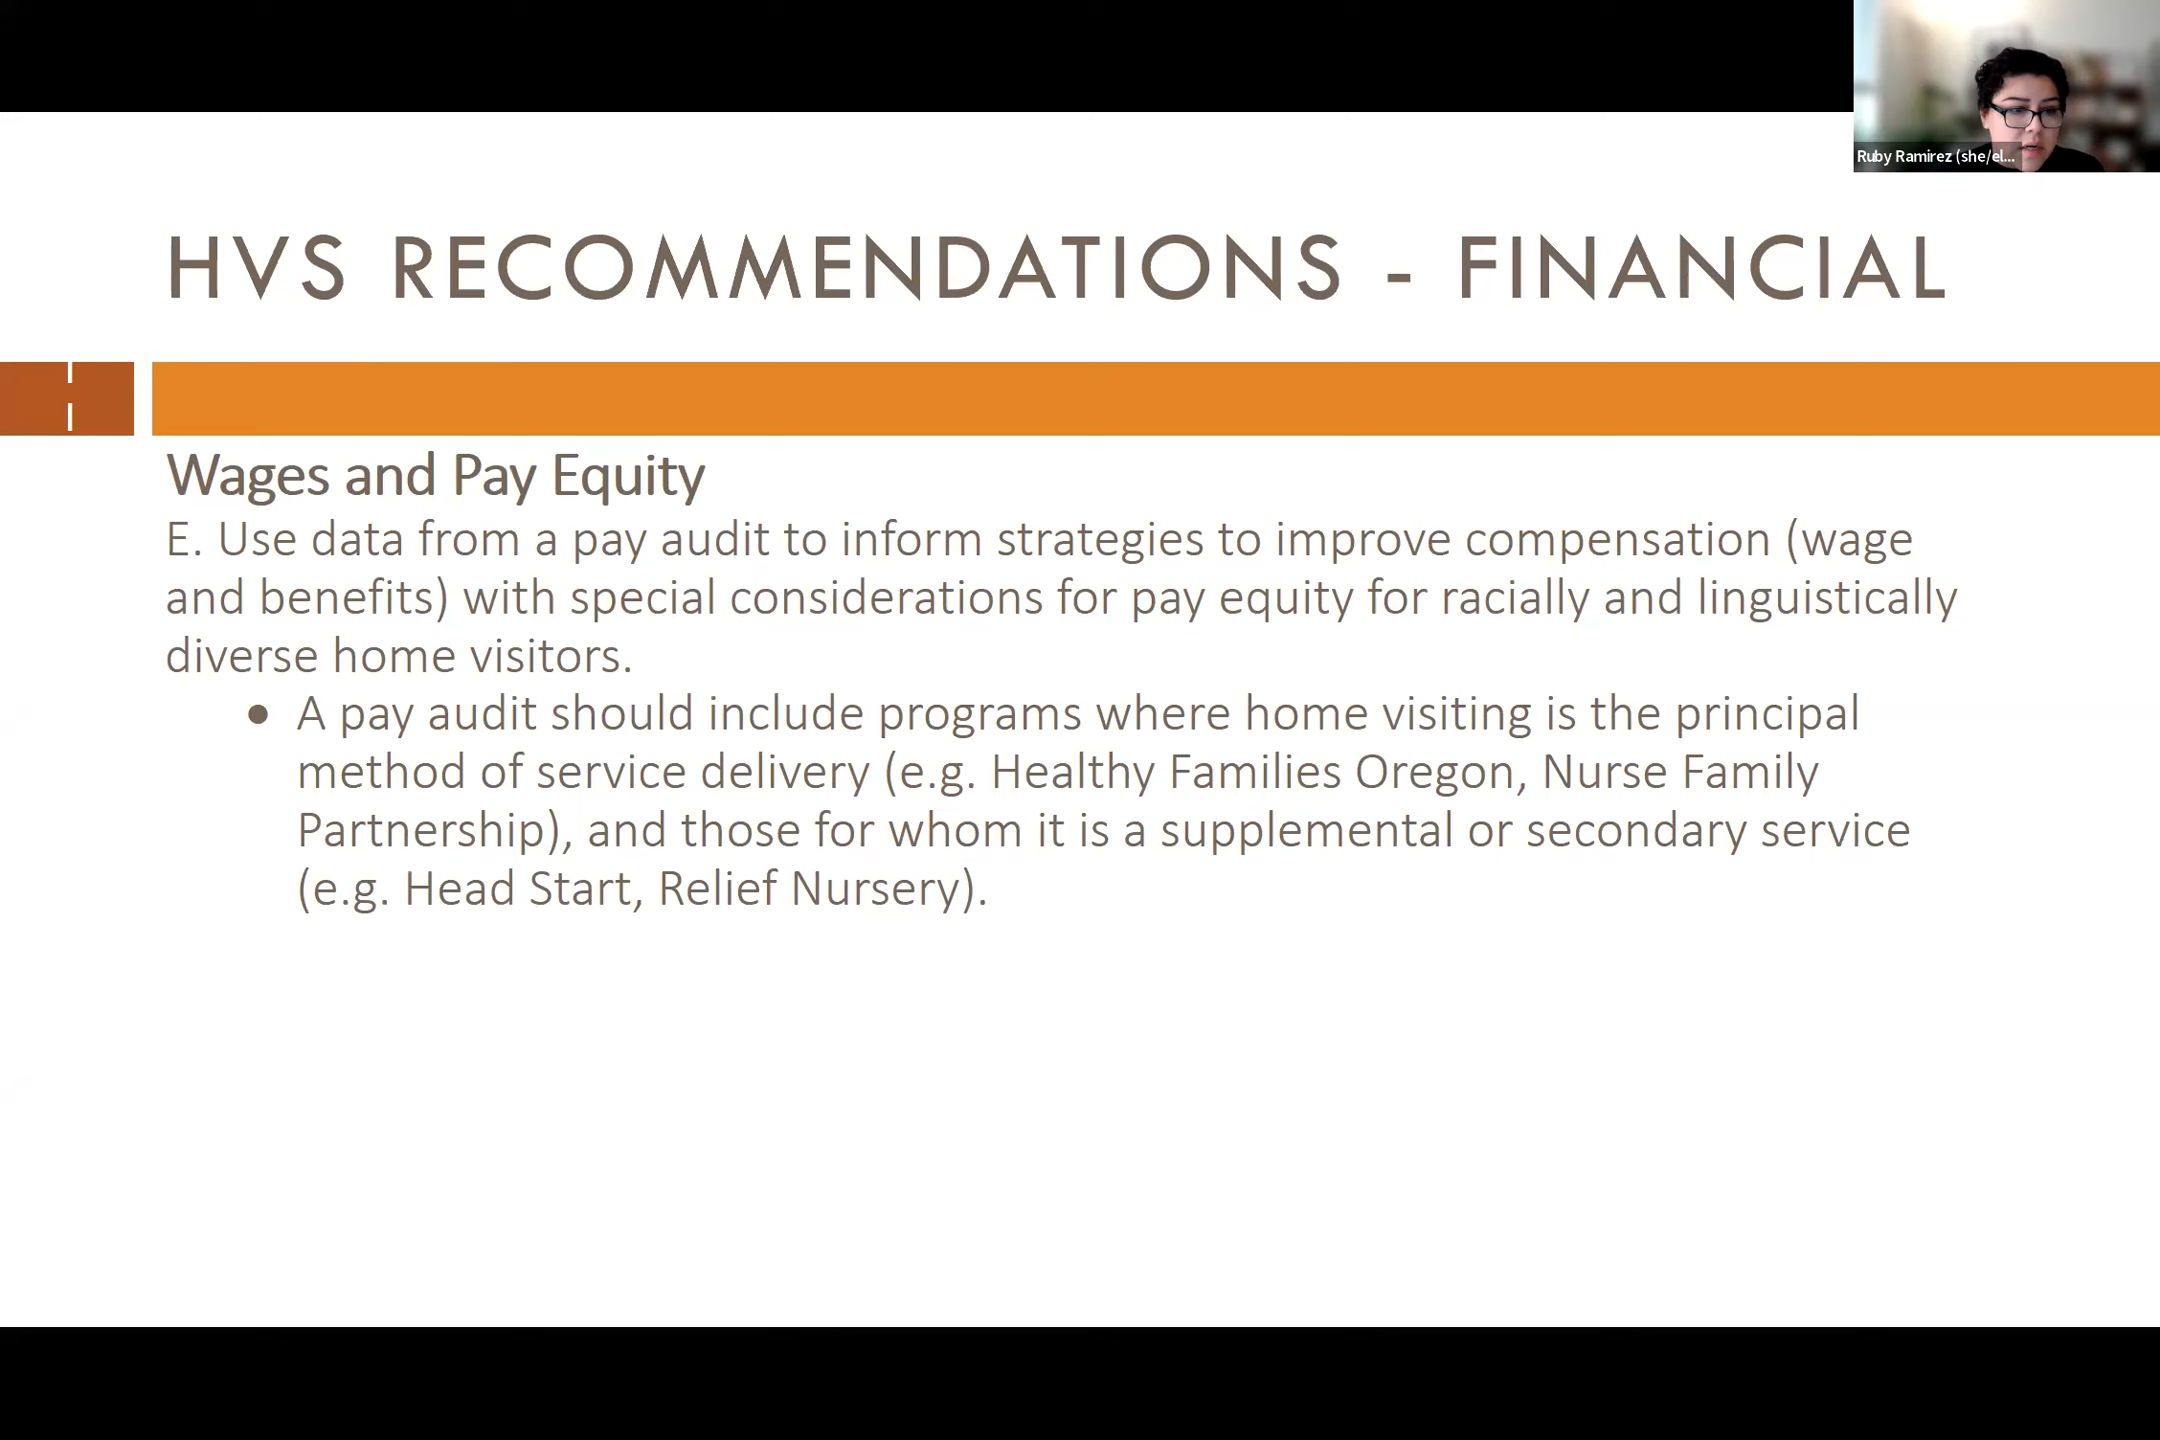 Ruby Ramirez (she/el...
HVS RECOMMENDATIONS - FINANCIAL
1
1
Wages and Pay Equity
E. Use data from a pay audit to inform strategies to improve compensation (wage
and benefits) with special considerations for pay equity for racially and linguistically
diverse home visitors.
● A pay audit should include programs where home visiting is the principal
method of service delivery (e.g. Healthy Families Oregon, Nurse Family
Partnership), and those for whom it is a supplemental or secondary service
(e.g. Head Start, Relief Nursery).